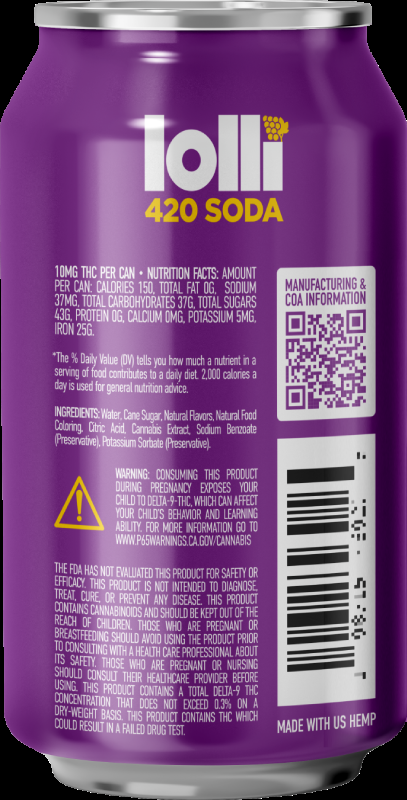 lolli
420 SODA
10MG THC PER CAN • NUTRITION FACTS: AMOUNT
PER CAN: CALORIES 150, TOTAL FAT 0G, SODIUM
37MG, TOTAL CARBOHYDRATES 37G, TOTAL SUGARS
43G, PROTEIN 0G, CALCIUM 0MG, POTASSIUM 5MG,
IRON 25G.
*The % Daily Value (DV) tells you how much a nutrient in a
serving of food contributes to a daily diet. 2,000 calories a
day is used for general nutrition advice.
INGREDIENTS: Water, Cane Sugar, Natural Flavors, Natural Food
Coloring, Citric Acid, Cannabis Extract, Sodium Benzoate
(Preservative), Potassium Sorbate (Preservative).
WARNING: CONSUMING THIS PRODUCT
DURING PREGNANCY EXPOSES YOUR
CHILD TO DELTA-9-THC, WHICH CAN AFFECT
YOUR CHILD'S BEHAVIOR AND LEARNING
ABILITY. FOR MORE INFORMATION GO TO
WWW.P65WARNINGS.CA.GOV/CANNABIS
THE FDA HAS NOT EVALUATED THIS PRODUCT FOR SAFETY OR
EFFICACY. THIS PRODUCT IS NOT INTENDED TO DIAGNOSE,
TREAT, CURE, OR PREVENT ANY DISEASE. THIS PRODUCT
CONTAINS CANNABINOIDS AND SHOULD BE KEPT OUT OF THE
REACH OF CHILDREN. THOSE WHO ARE PREGNANT OR
BREASTFEEDING SHOULD AVOID USING THE PRODUCT PRIOR
TO CONSULTING WITH A HEALTH CARE PROFESSIONAL ABOUT
ITS SAFETY. THOSE WHO ARE PREGNANT OR NURSING
SHOULD CONSULT THEIR HEALTHCARE PROVIDER BEFORE
USING. THIS PRODUCT CONTAINS A TOTAL DELTA-9 THC
CONCENTRATION THAT DOES NOT EXCEED 0.3% ON A
DRY-WEIGHT BASIS. THIS PRODUCT CONTAINS THC WHICH
COULD RESULT IN A FAILED DRUG TEST.
MANUFACTURING &
COA INFORMATION
MADE WITH US HEMP